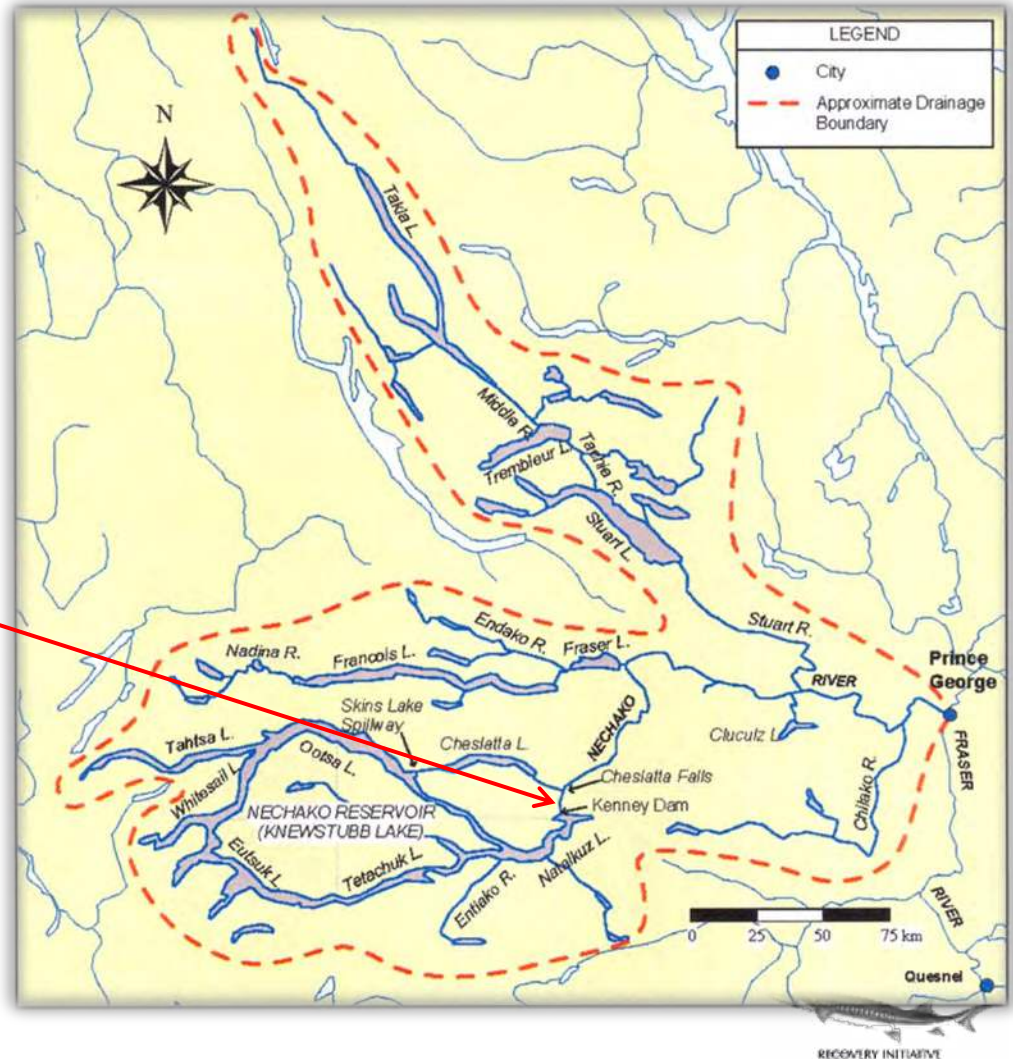 LEGEND
City
Approximate Drainage
Boundary
N
Takla L.
Middle R.
Trembleur L.
Tachie R.
Stuart L.
Stuart R.
Endako R.
Fraser L.
Nadina R.
Francois L.
Prince
George
RIVER
Skins Lake
Spillway
NECHAKO
Cluculz L.
FRASER
Tahtsa L.
Ootsa L.
Cheslatta L.
Cheslatta Falls
Whitesail L.
Kenney Dam
Chilako R.
NECHAKO RESERVOIR
(KNEWSTUBB LAKE)
Eutsuk L.
Tetachuk L.
Natalkuz L.
Entiako R.
RIVER
0 25 50 75 km
Quesnel
RECOVERY INITIATIVE